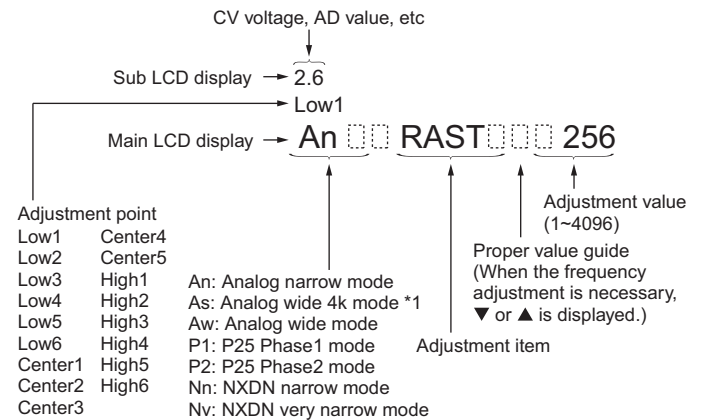 CV voltage, AD value, etc
Sub LCD display
2.6
Low1
Main LCD display
An RAST 256
Adjustment value
(1~4096)
Proper value guide
(When the frequency
adjustment is necessary,
▼ or ▲ is displayed.)
Adjustment item
Adjustment point
Low1 Center4
Low2 Center5
Low3 High1
Low4 High2
Low5 High3
Low6 High4
Center1 High5
Center2 High6
Center3
An: Analog narrow mode
As: Analog wide 4k mode *1
Aw: Analog wide mode
P1: P25 Phase1 mode
P2: P25 Phase2 mode
Nn: NXDN narrow mode
Nv: NXDN very narrow mode